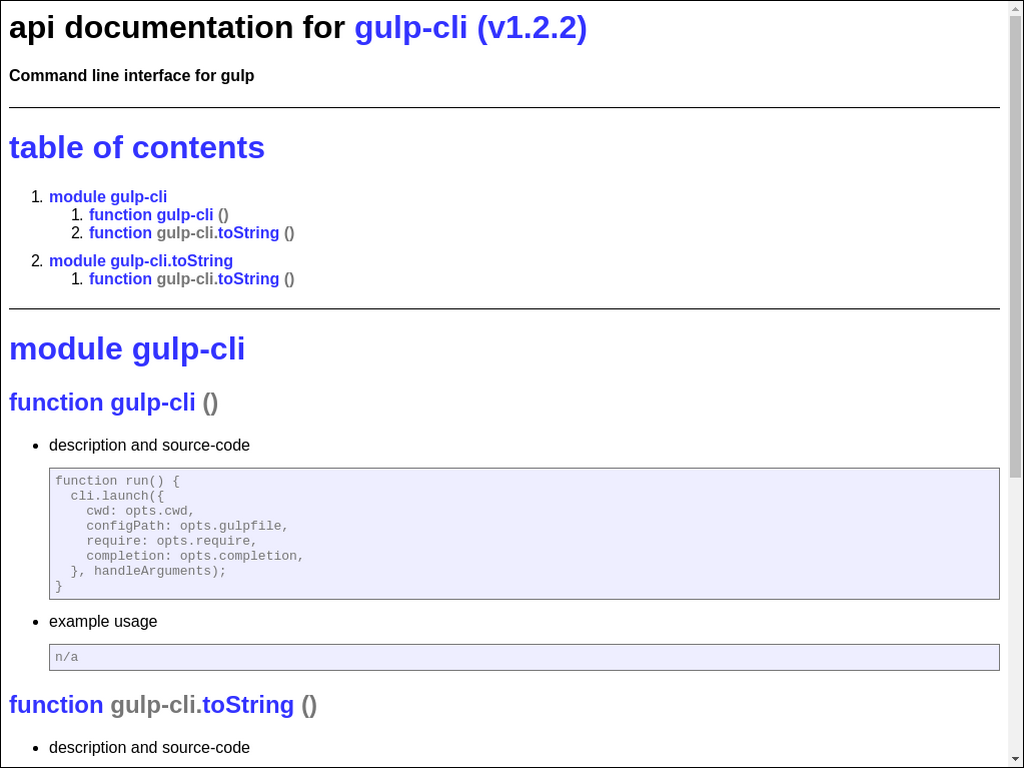 api documentation for gulp-cli (v1.2.2)
Command line interface for gulp
table of contents
1. module gulp-cli
1. function gulp-cli ()
2. function gulp-cli.toString ()
2. module gulp-cli.toString
1. function gulp-cli.toString ()
module gulp-cli
function gulp-cli ()
• description and source-code
function run() {
  cli.launch({
    cwd: opts.cwd,
    configPath: opts.gulpfile,
    require: opts.require,
    completion: opts.completion,
  }, handleArguments);
}
• example usage
n/a
function gulp-cli.toString ()
• description and source-code